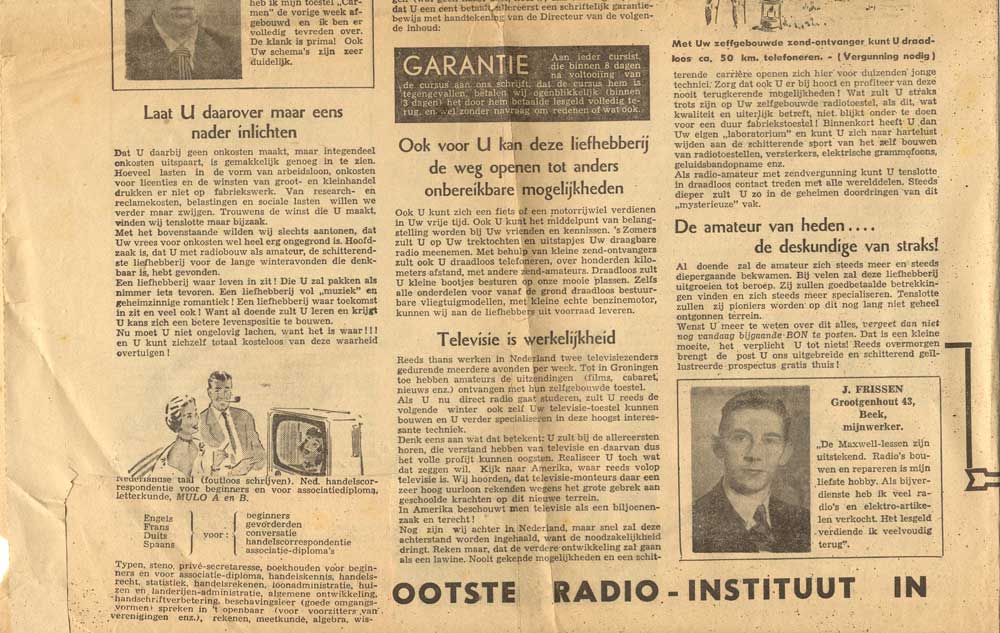 heb ik mijn toestel „Car-
men" de vorige week af-
gebouwd en ik ben er
volledig tevreden over.
De klank is prima! Ook
Uw schema's zijn zeer
duidelijk.
Laat U daarover maar eens
nader inlichten
Dat U daarbij geen onkosten maakt, maar integendeel
onkosten uitspaart, is gemakkelijk genoeg in te zien.
Hoeveel lasten in de vorm van arbeidsloon, onkosten
voor licenties en de winsten van groot- en kleinhandel
drukken er niet op fabriekswerk. Van research- en
reclamekosten, belastingen en sociale lasten willen we
verder maar zwijgen. Trouwens de winst die U maakt,
vinden wij tenslotte maar bijzaak.
Met het bovenstaande wilden wij slechts aantonen, dat
Uw vrees voor onkosten wel heel erg ongegrond is. Hoofd-
zaak is, dat U met radiobouw als amateur, de schitterend-
ste liefhebberij voor de lange winteravonden die denk-
baar is, hebt gevonden.
Een liefhebberij waar leven in zit! Die U zal pakken als
nimmer iets tevoren. Een liefhebberij vol „muziek" en
geheimzinnige romantiek! Een liefhebberij waar toekomst
in zit en veel ook! Want al doende zult U leren en krijgt
U kans zich een betere levenspositie te bouwen.
Nu moet U niet ongelovig lachen, want het is waar!!!
en U kunt zichzelf totaal kosteloos van deze waarheid
overtuigen!
Nederlandse taal (foutloos schrijven). Ned. handelscor-
respondentie voor beginners en voor associatiediploma,
letterkunde, MULO A en B.
Engels
Frans
Duits
Spaans
voor:
beginners
gevorderden
conversatie
handelscorrespondentie
associatie-diploma's
Typen, steno, privé-secretaresse, boekhouden voor begin-
ners en voor associatie-diploma, handelskennis, handels-
recht, statistiek, handelsrekenen, loonadministratie, hui-
zen en landerijen-administratie, algemene ontwikkeling,
handschriftverbetering, beschavingsleer (goede omgangs-
vormen) spreken in 't openbaar (voor voorzitters van
verenigingen enz.), rekenen, meetkunde, algebra, wis-
dat U een cent betaalt, allereerst een schriftelijk garantie-
bewijs met handtekening van de Directeur van de volgen-
de inhoud:
GARANTIE
Aan ieder cursist,
die binnen 8 dagen
na voltooiing van
de cursus aan ons schrijft, dat de cursus hem is
tegengevallen, betalen wij ogenblikkelijk (binnen
3 dagen) het door hem betaalde lesgeld volledig te-
rug, en wel zonder navraag om redenen of wat ook.
Ook voor U kan deze liefhebberij
de weg openen tot anders
onbereikbare mogelijkheden
Ook U kunt zich een fiets of een motorrijwiel verdienen
in Uw vrije tijd. Ook U kunt het middelpunt van belang-
stelling worden bij Uw vrienden en kennissen. 's Zomers
zult U op Uw trektochten en uitstapjes Uw draagbare
radio meenemen. Met behulp van kleine zend-ontvangers
zult ook U draadloos telefoneren, over honderden kilo-
meters afstand, met andere zend-amateurs. Draadloos zult
U kleine bootjes besturen op onze mooie plassen. Zelfs
alle onderdelen voor vanaf de grond draadloos bestuur-
bare vliegtuigmodellen, met kleine echte benzinemotor,
kunnen wij aan de liefhebbers uit voorraad leveren.
Televisie is werkelijkheid
Reeds thans werken in Nederland twee televisiezenders
gedurende meerdere avonden per week. Tot in Groningen
toe hebben amateurs de uitzendingen (films, cabaret,
nieuws enz.) ontvangen met hun zelfgebouwde toestel.
Als U nu direct radio gaat studeren, zult U reeds de
volgende winter ook zelf Uw televisie-toestel kunnen
bouwen en U verder specialiseren in deze hoogst interes-
sante techniek.
Denk eens aan wat dat betekent: U zult bij de allereersten
horen, die verstand hebben van televisie en daarvan dus
het volle profijt kunnen oogsten. Realiseer U toch wat
dat zeggen wil. Kijk naar Amerika, waar reeds volop
televisie is. Wij hoorden, dat televisie-monteurs daar een
zeer hoog uurloon rekenden wegens het grote gebrek aan
geschoolde krachten op dit nieuwe terrein.
In Amerika beschouwt men televisie als een biljoenen-
zaak en terecht!
Nog zijn wij achter in Nederland, maar snel zal deze
achterstand worden ingehaald, want de noodzakelijkheid
dringt. Reken maar, dat de verdere ontwikkeling zal gaan
als een lawine. Nooit gekende mogelijkheden en een schit-
Met Uw zelfgebouwde zend-ontvanger kunt U draad-
loos ca. 50 km. telefoneren. - (Vergunning nodig)
terende carrière openen zich hier voor duizenden jonge
technici. Zorg dat ook U er bij hoort en profiteer van deze
nooit terugkerende mogelijkheden! Wat zult U straks
trots zijn op Uw zelfgebouwde radiotoestel, als dit, wat
kwaliteit en uiterlijk betreft, niet blijkt onder te doen
voor een duur fabriekstoestel! Binnenkort heeft U dan
Uw eigen „laboratorium" en kunt U zich naar hartelust
wijden aan de schitterende sport van het zelf bouwen
van radiotoestellen, versterkers, elektrische grammofoons,
geluidsbandopname enz.
Als radio-amateur met zendvergunning kunt U tenslotte
in draadloos contact treden met alle werelddelen. Steeds
dieper zult U zo in de geheimen doordringen van dit
„mysterieuze" vak.
De amateur van heden....
de deskundige van straks!
Al doende zal de amateur zich steeds meer en steeds
diepergaande bekwamen. Bij velen zal deze liefhebberij
uitgroeien tot beroep. Zij zullen goedbetaalde betrekkin-
gen vinden en zich steeds meer specialiseren. Tenslotte
zullen zij pioniers worden op dit nog lang niet geheel
ontgonnen terrein.
Wenst U meer te weten over dit alles, vergeet dan niet
nog vandaag bijgaande BON te posten. Dat is een kleine
moeite, het verplicht U tot niets! Reeds overmorgen
brengt de post U ons uitgebreide en schitterend geïl-
lustreerde prospectus gratis thuis!
J. FRISSEN
Grootgenhout 43,
Beek,
mijnwerker.
„De Maxwell-lessen zijn
uitstekend. Radio's bou-
wen en repareren is mijn
liefste hobby. Als bijver-
dienste heb ik veel ra-
dio's en elektro-artike-
len verkocht. Het lesgeld
verdiende ik veelvoudig
terug".
OOTSTE RADIO-INSTITUUT IN